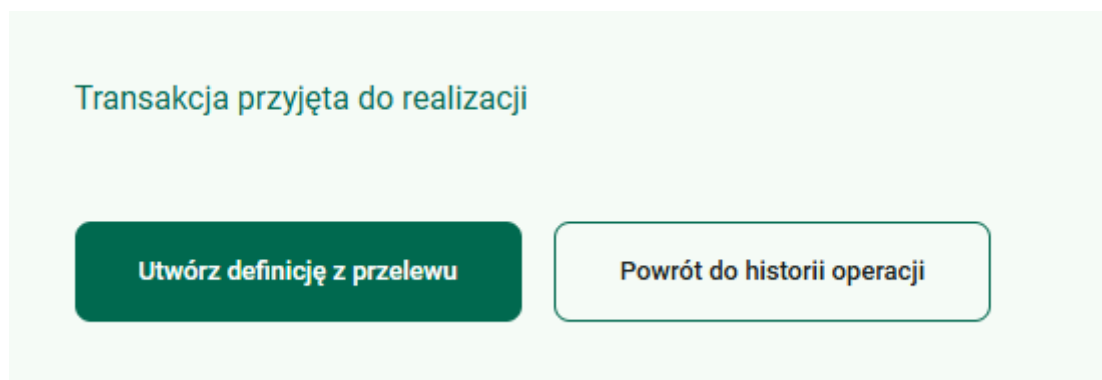 Transakcja przyjęta do realizacji
Utwórz definicję z przelewu
Powrót do historii operacji